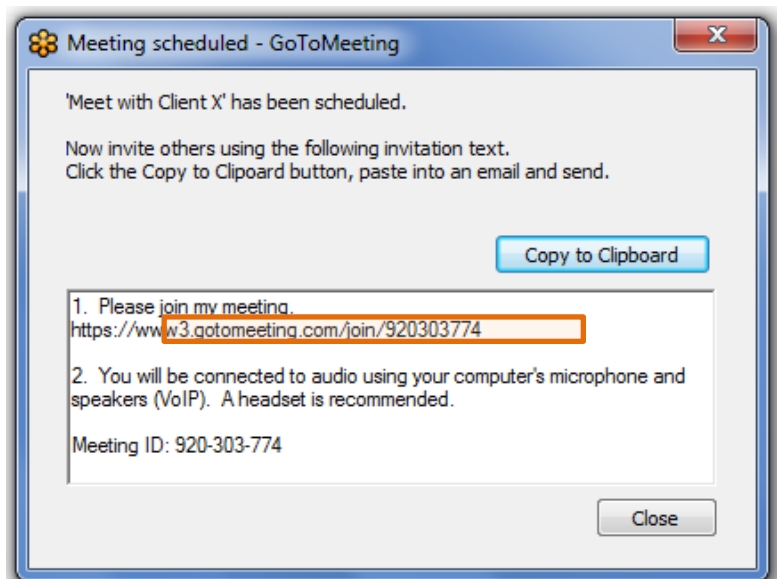 Meeting scheduled - GoToMeeting
'Meet with Client X' has been scheduled.
Now invite others using the following invitation text.
Click the Copy to Clipoard button, paste into an email and send.
Copy to Clipboard
1.  Please join my meeting.
https://www3.gotomeeting.com/join/920303774
2.  You will be connected to audio using your computer's microphone and
speakers (VoIP).  A headset is recommended.
Meeting ID: 920-303-774
Close